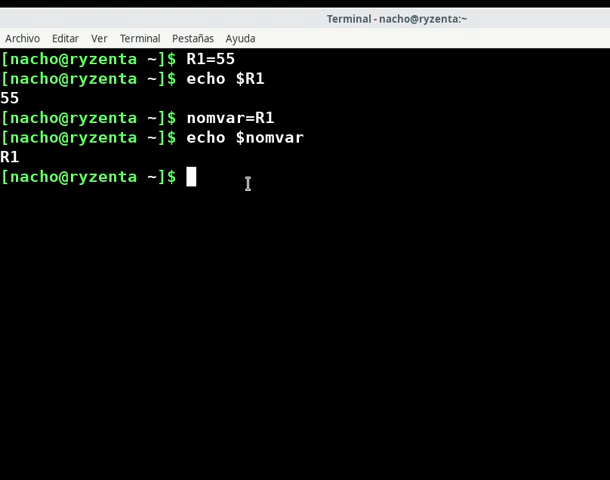 Terminal - nacho@ryzenta:~
Archivo Editar Ver Terminal Pestañas Ayuda
[nacho@ryzenta ~]$ R1=55
[nacho@ryzenta ~]$ echo $R1
55
[nacho@ryzenta ~]$ nomvar=R1
[nacho@ryzenta ~]$ echo $nomvar
R1
[nacho@ryzenta ~]$